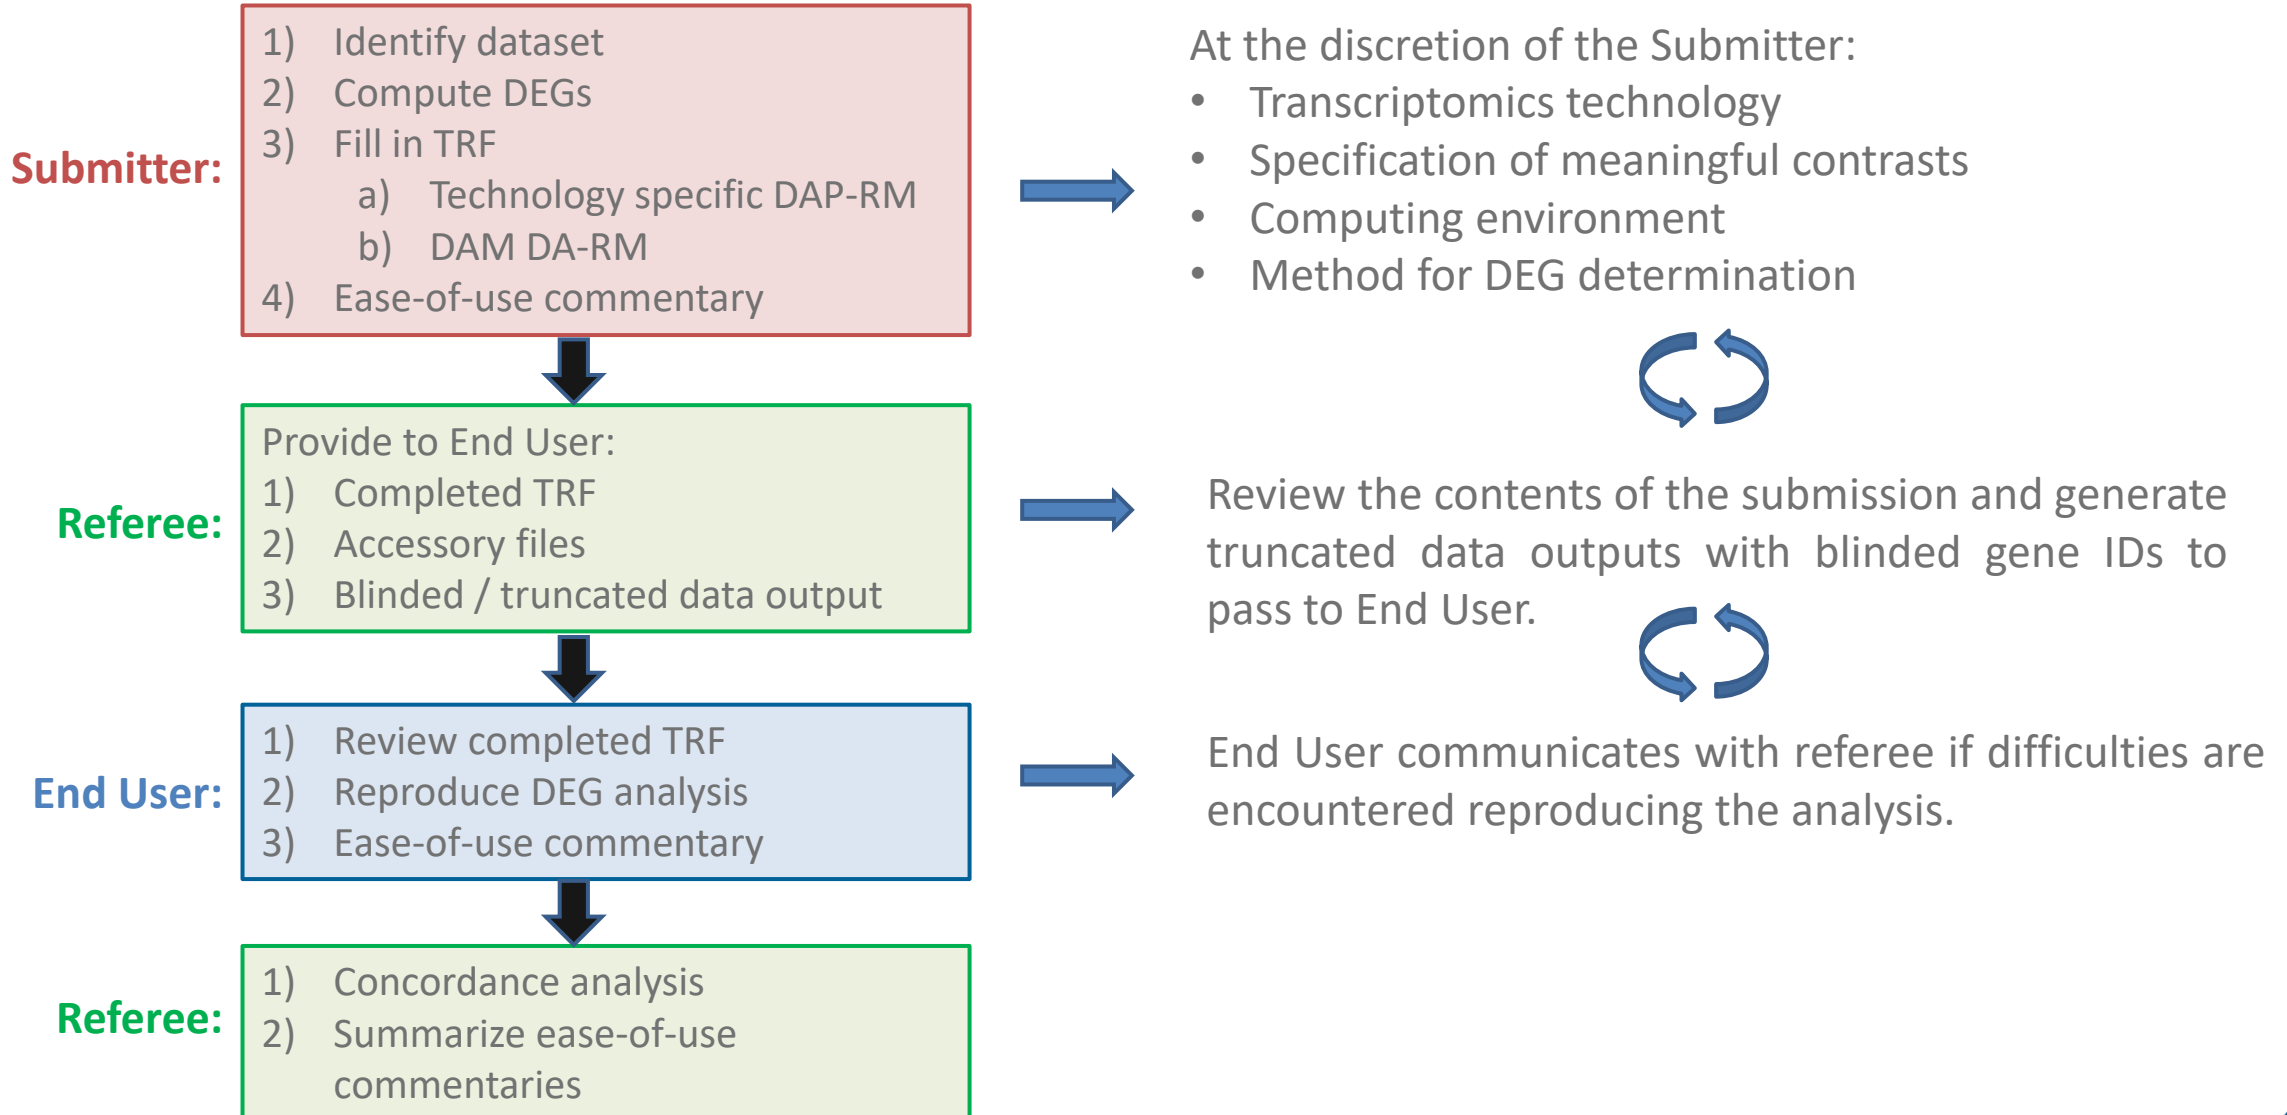 Submitter:
1) Identify dataset
2) Compute DEGs
3) Fill in TRF
a) Technology specific DAP-RM
b) DAM DA-RM
4) Ease-of-use commentary
At the discretion of the Submitter:
• Transcriptomics technology
• Specification of meaningful contrasts
• Computing environment
• Method for DEG determination
Referee:
Provide to End User:
1) Completed TRF
2) Accessory files
3) Blinded / truncated data output
Review the contents of the submission and generate
truncated data outputs with blinded gene IDs to
pass to End User.
End User:
1) Review completed TRF
2) Reproduce DEG analysis
3) Ease-of-use commentary
End User communicates with referee if difficulties are
encountered reproducing the analysis.
Referee:
1) Concordance analysis
2) Summarize ease-of-use
commentaries